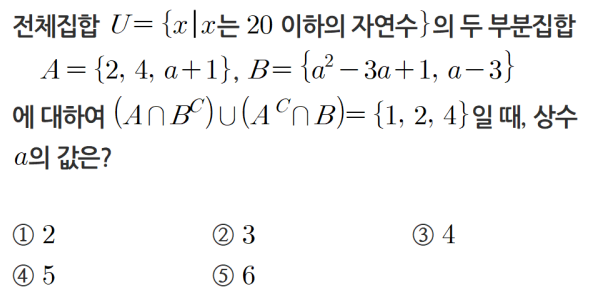 전체집합 U={x|x는 20 이하의 자연수}의 두 부분집합
A={2, 4, a+1}, B={a²-3a+1, a-3}
에 대하여 (A∩Bᶜ)∪(Aᶜ∩B)={1, 2, 4}일 때, 상수
a의 값은?
① 2 ② 3 ③ 4
④ 5 ⑤ 6